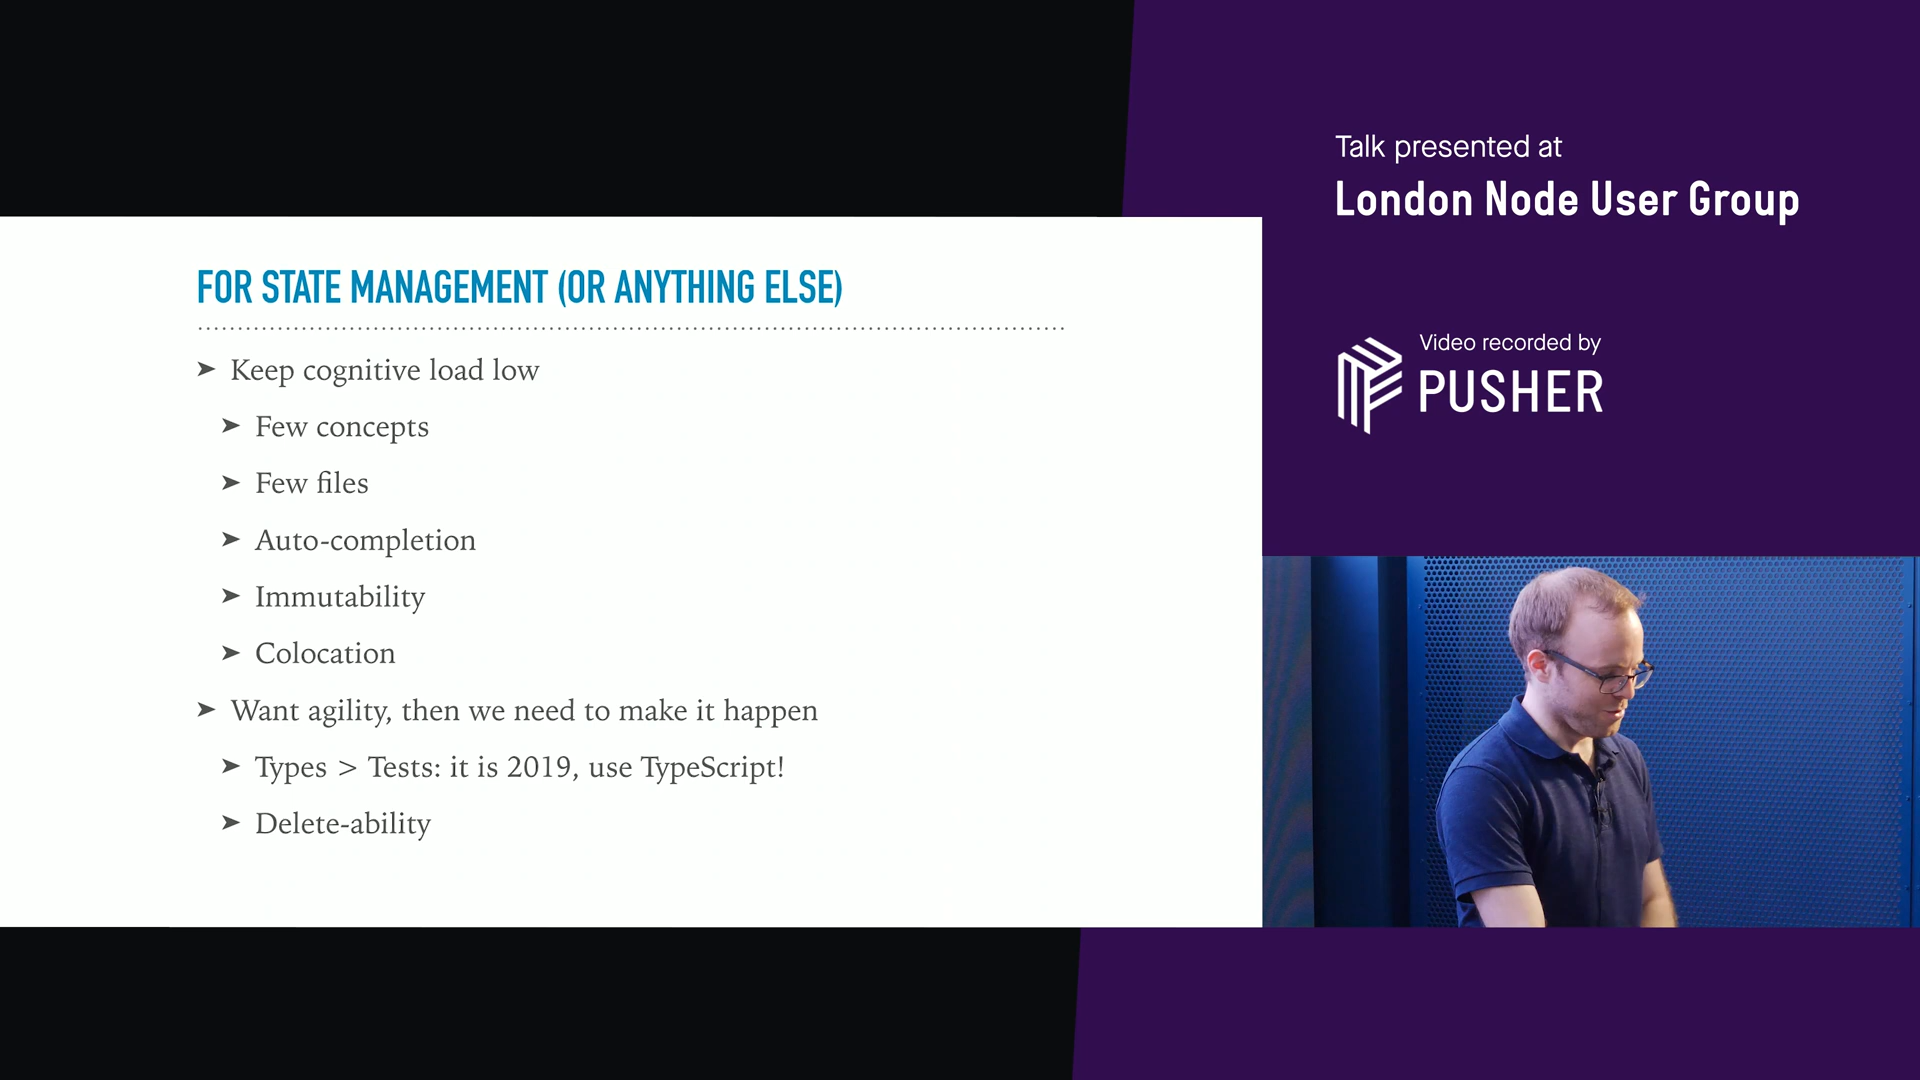 FOR STATE MANAGEMENT (OR ANYTHING ELSE)
➤ Keep cognitive load low
➤ Few concepts
➤ Few files
➤ Auto-completion
➤ Immutability
➤ Colocation
➤ Want agility, then we need to make it happen
➤ Types > Tests: it is 2019, use TypeScript!
➤ Delete-ability
Talk presented at
London Node User Group
Video recorded by
PUSHER